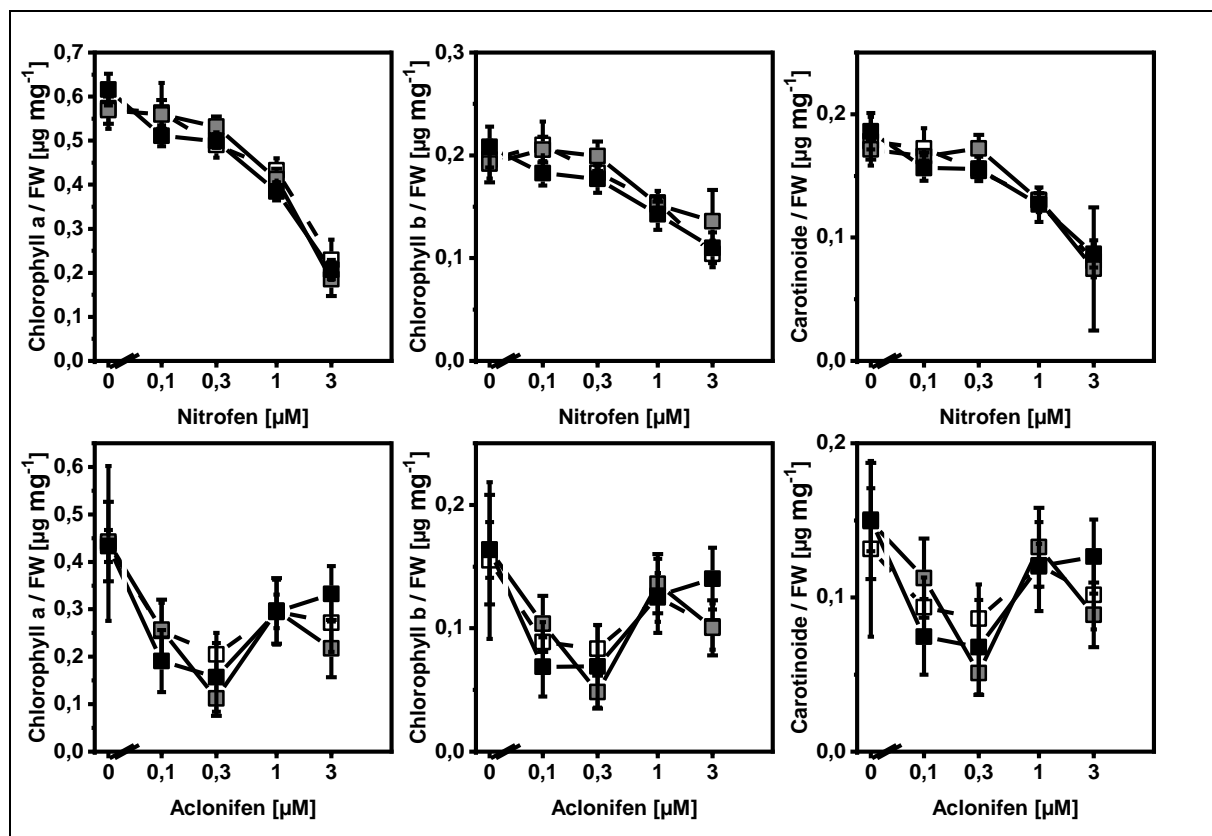 Chlorophyll a / FW [µg mg⁻¹]
0,7
0,6
0,5
0,4
0,3
0,2
0,1
0,0
0 0,1 0,3 1 3
Nitrofen [µM]
Chlorophyll b / FW [µg mg⁻¹]
0,3
0,2
0,1
0,0
0 0,1 0,3 1 3
Nitrofen [µM]
Carotinoide / FW [µg mg⁻¹]
0,2
0,1
0,0
0 0,1 0,3 1 3
Nitrofen [µM]
Chlorophyll a / FW [µg mg⁻¹]
0,6
0,5
0,4
0,3
0,2
0,1
0,0
0 0,1 0,3 1 3
Aclonifen [µM]
Chlorophyll b / FW [µg mg⁻¹]
0,2
0,1
0,0
0 0,1 0,3 1 3
Aclonifen [µM]
Carotinoide / FW [µg mg⁻¹]
0,2
0,1
0,0
0 0,1 0,3 1 3
Aclonifen [µM]